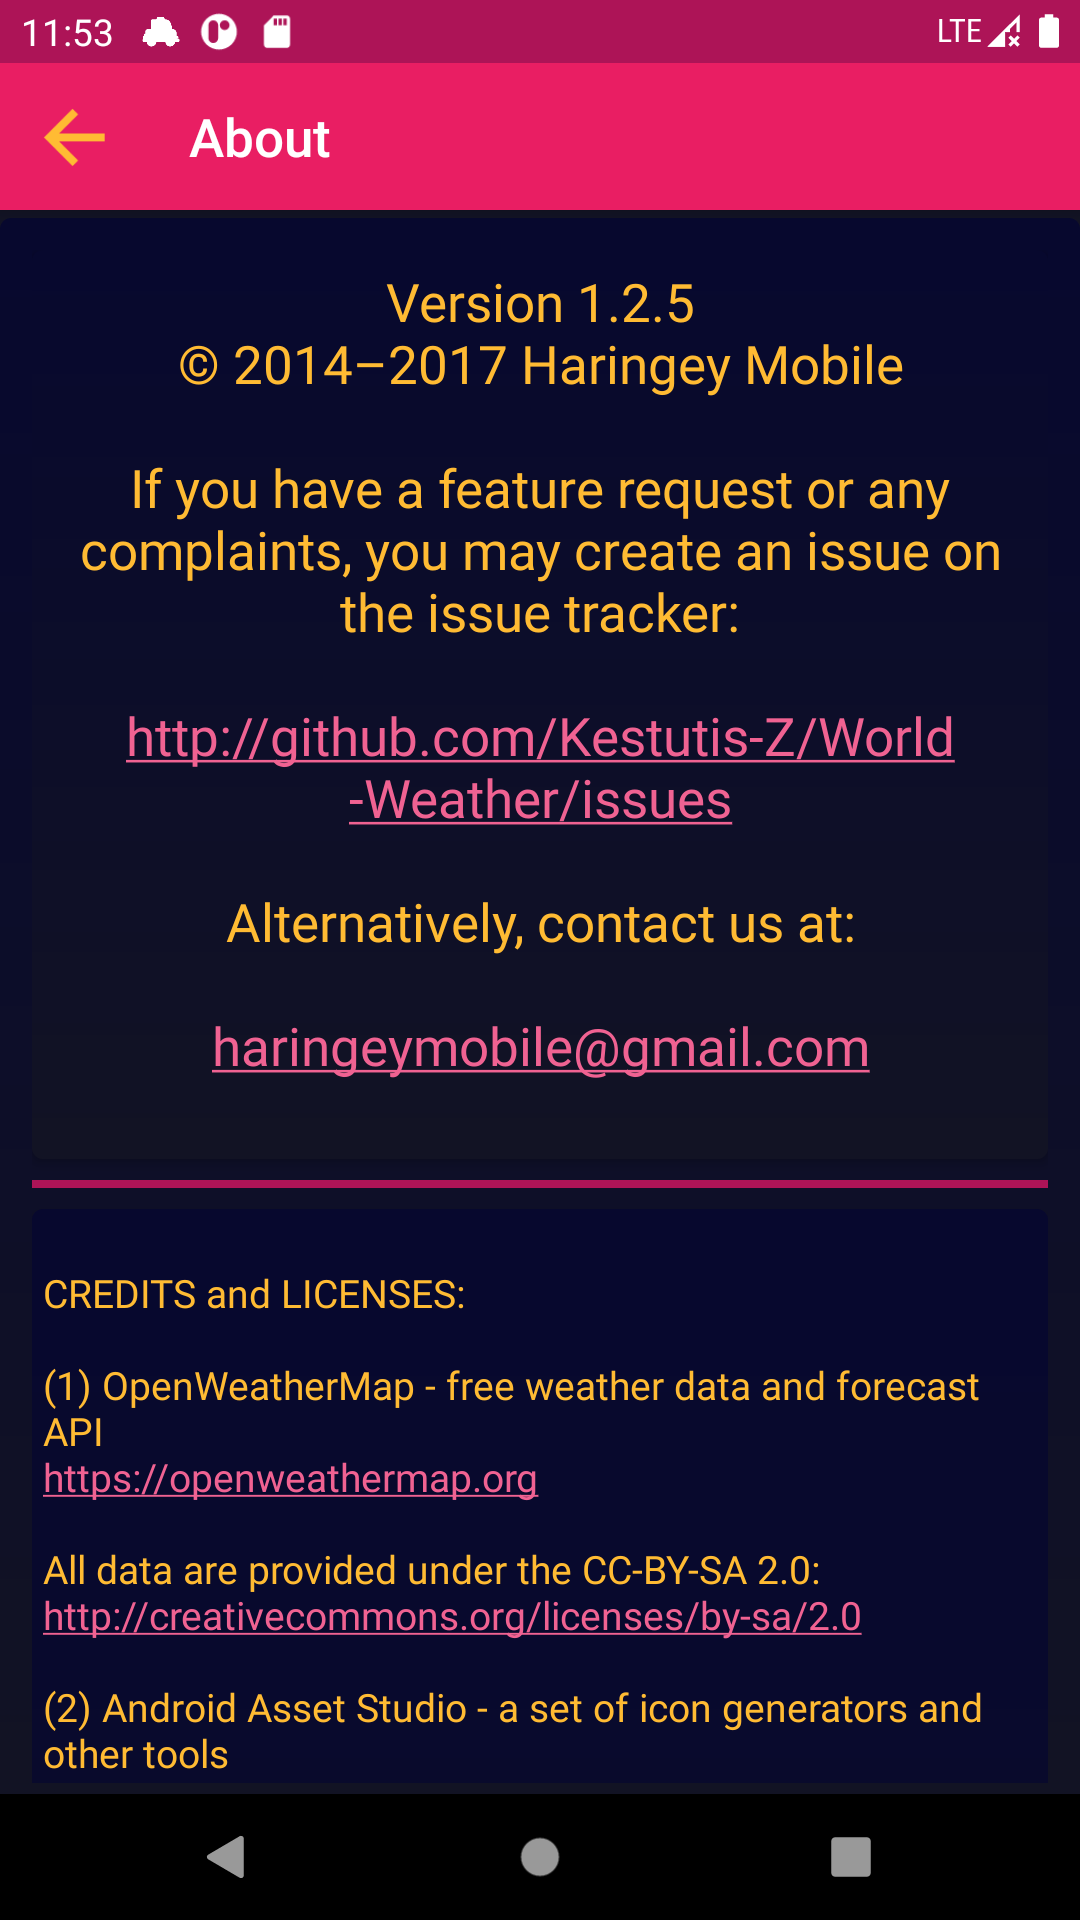 11:53
LTE
About
Version 1.2.5
© 2014–2017 Haringey Mobile
If you have a feature request or any
complaints, you may create an issue on
the issue tracker:
http://github.com/Kestutis-Z/World
-Weather/issues
Alternatively, contact us at:
haringeymobile@gmail.com
CREDITS and LICENSES:
(1) OpenWeatherMap - free weather data and forecast
API
https://openweathermap.org
All data are provided under the CC-BY-SA 2.0:
http://creativecommons.org/licenses/by-sa/2.0
(2) Android Asset Studio - a set of icon generators and
other tools